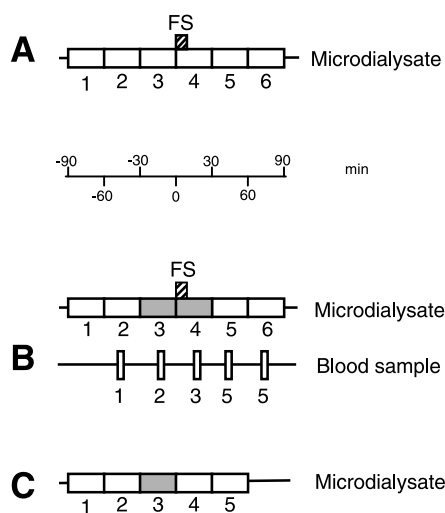 FS
A Microdialysate
1 2 3 4 5 6
-90 -30 30 90
min
-60 0 60
FS
Microdialysate
1 2 3 4 5 6
B Blood sample
1 2 3 5 5
C Microdialysate
1 2 3 4 5